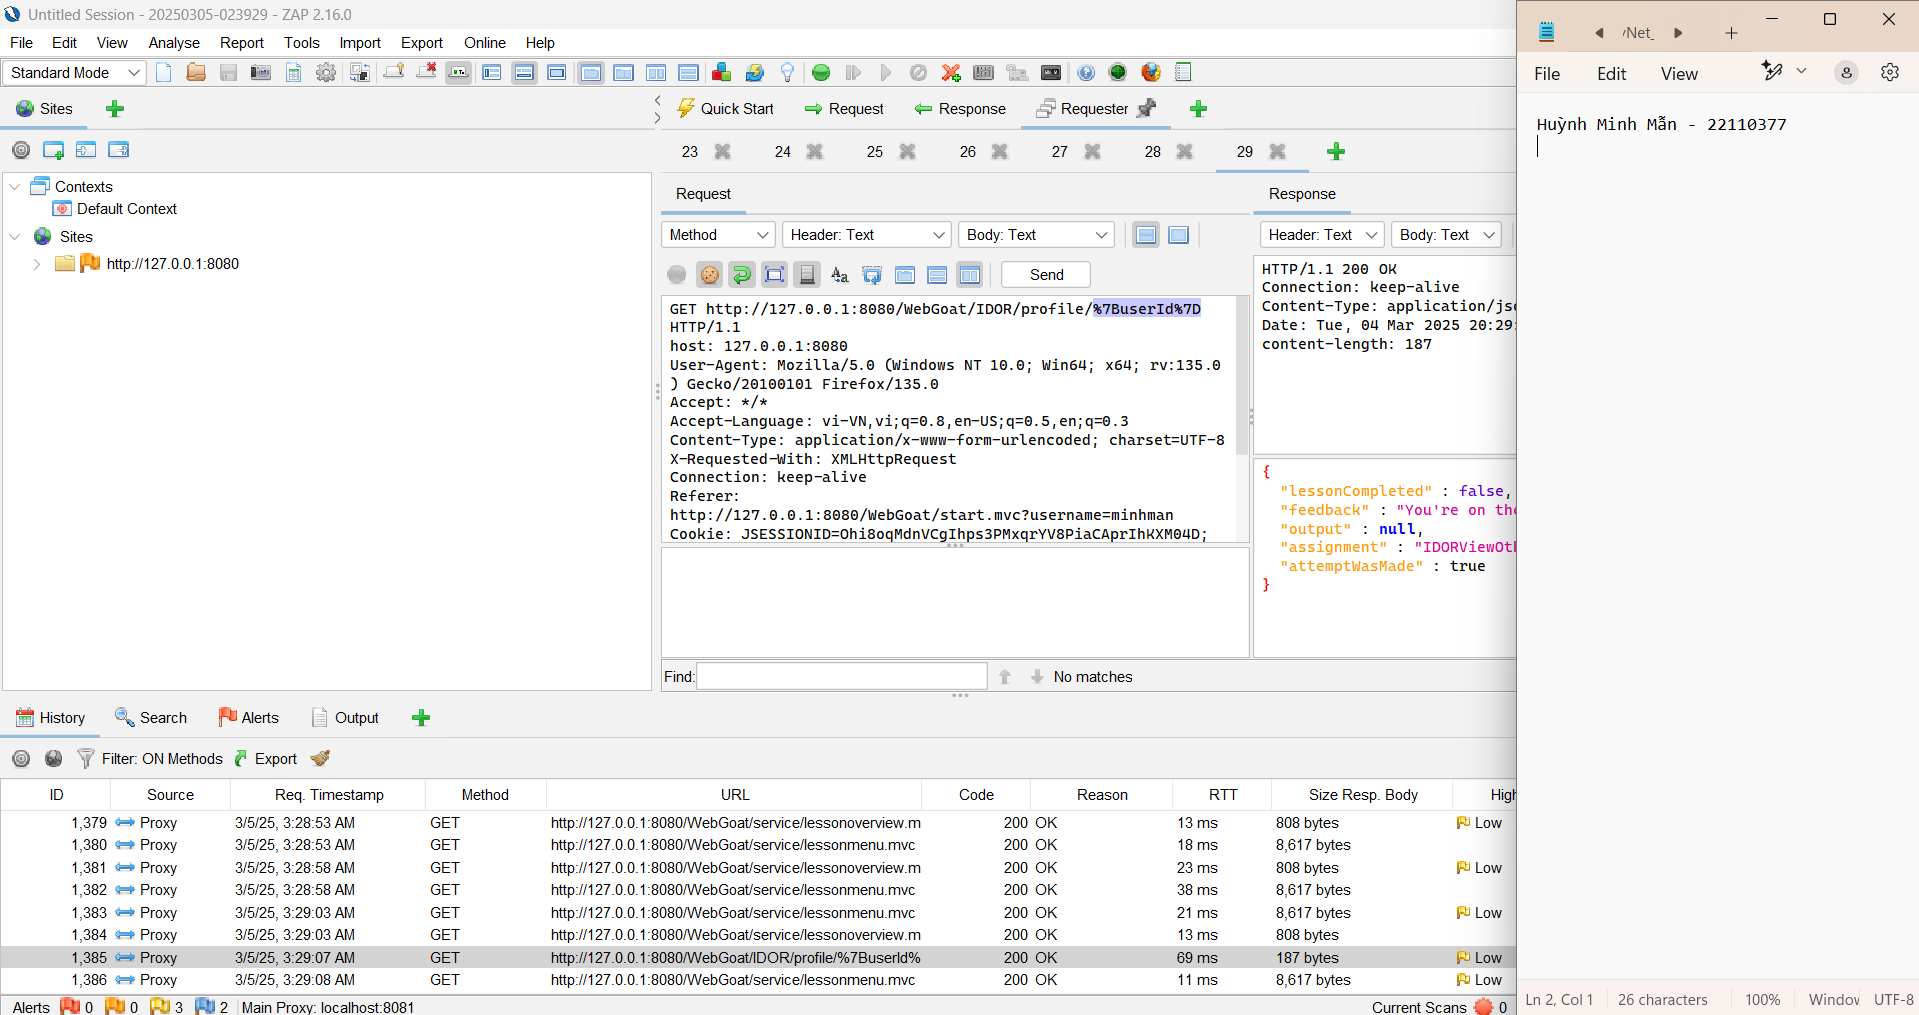 Untitled Session - 20250305-023929 - ZAP 2.16.0
File Edit View Analyse Report Tools Import Export Online Help
Standard Mode
Sites
Quick Start Request Response Requester
23 24 25 26 27 28 29
Contexts
Default Context
Sites
http://127.0.0.1:8080
Request
Method Header: Text Body: Text
Send
GET http://127.0.0.1:8080/WebGoat/IDOR/profile/%7BuserId%7D
HTTP/1.1
host: 127.0.0.1:8080
User-Agent: Mozilla/5.0 (Windows NT 10.0; Win64; x64; rv:135.0
) Gecko/20100101 Firefox/135.0
Accept: */*
Accept-Language: vi-VN,vi;q=0.8,en-US;q=0.5,en;q=0.3
Content-Type: application/x-www-form-urlencoded; charset=UTF-8
X-Requested-With: XMLHttpRequest
Connection: keep-alive
Referer:
http://127.0.0.1:8080/WebGoat/start.mvc?username=minhman
Cookie: JSESSIONID=Ohi8oqMdnVCgIhps3PMxqrYV8PiaCAprIhKXM04D;
Find: No matches
Response
Header: Text Body: Text
HTTP/1.1 200 OK
Connection: keep-alive
Content-Type: application/jso
Date: Tue, 04 Mar 2025 20:29:
content-length: 187
{
"lessonCompleted" : false,
"feedback" : "You're on the
"output" : null,
"assignment" : "IDORViewOth
"attemptWasMade" : true
}
History Search Alerts Output
Filter: ON Methods Export
ID Source Req. Timestamp Method URL Code Reason RTT Size Resp. Body High
1,379 Proxy 3/5/25, 3:28:53 AM GET http://127.0.0.1:8080/WebGoat/service/lessonoverview.m 200 OK 13 ms 808 bytes Low
1,380 Proxy 3/5/25, 3:28:53 AM GET http://127.0.0.1:8080/WebGoat/service/lessonmenu.mvc 200 OK 18 ms 8,617 bytes
1,381 Proxy 3/5/25, 3:28:58 AM GET http://127.0.0.1:8080/WebGoat/service/lessonoverview.m 200 OK 23 ms 808 bytes Low
1,382 Proxy 3/5/25, 3:28:58 AM GET http://127.0.0.1:8080/WebGoat/service/lessonmenu.mvc 200 OK 38 ms 8,617 bytes
1,383 Proxy 3/5/25, 3:29:03 AM GET http://127.0.0.1:8080/WebGoat/service/lessonmenu.mvc 200 OK 21 ms 8,617 bytes Low
1,384 Proxy 3/5/25, 3:29:03 AM GET http://127.0.0.1:8080/WebGoat/service/lessonoverview.m 200 OK 13 ms 808 bytes
1,385 Proxy 3/5/25, 3:29:07 AM GET http://127.0.0.1:8080/WebGoat/IDOR/profile/%7BuserId% 200 OK 69 ms 187 bytes Low
1,386 Proxy 3/5/25, 3:29:08 AM GET http://127.0.0.1:8080/WebGoat/service/lessonmenu.mvc 200 OK 11 ms 8,617 bytes Low
Alerts 0 0 3 2 Main Proxy: localhost:8081 Current Scans 0
Net_
File Edit View
Huỳnh Minh Mẫn - 22110377
Ln 2, Col 1 26 characters 100% Window UTF-8